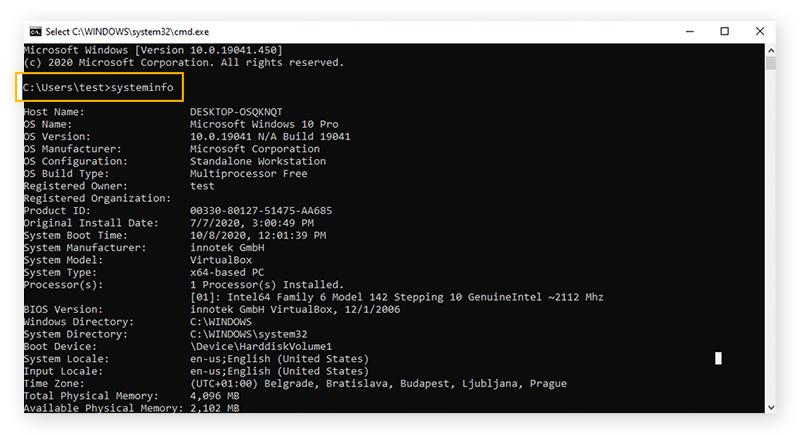 Select C:\WINDOWS\system32\cmd.exe
Microsoft Windows [Version 10.0.19041.450]
(c) 2020 Microsoft Corporation. All rights reserved.
C:\Users\test>systeminfo
Host Name: DESKTOP-OSQKNQT
OS Name: Microsoft Windows 10 Pro
OS Version: 10.0.19041 N/A Build 19041
OS Manufacturer: Microsoft Corporation
OS Configuration: Standalone Workstation
OS Build Type: Multiprocessor Free
Registered Owner: test
Registered Organization:
Product ID: 00330-80127-51475-AA685
Original Install Date: 7/7/2020, 3:00:49 PM
System Boot Time: 10/8/2020, 12:01:39 PM
System Manufacturer: innotek GmbH
System Model: VirtualBox
System Type: x64-based PC
Processor(s): 1 Processor(s) Installed.
[01]: Intel64 Family 6 Model 142 Stepping 10 GenuineIntel ~2112 Mhz
BIOS Version: innotek GmbH VirtualBox, 12/1/2006
Windows Directory: C:\WINDOWS
System Directory: C:\WINDOWS\system32
Boot Device: \Device\HarddiskVolume1
System Locale: en-us;English (United States)
Input Locale: en-us;English (United States)
Time Zone: (UTC+01:00) Belgrade, Bratislava, Budapest, Ljubljana, Prague
Total Physical Memory: 4,096 MB
Available Physical Memory: 2,102 MB